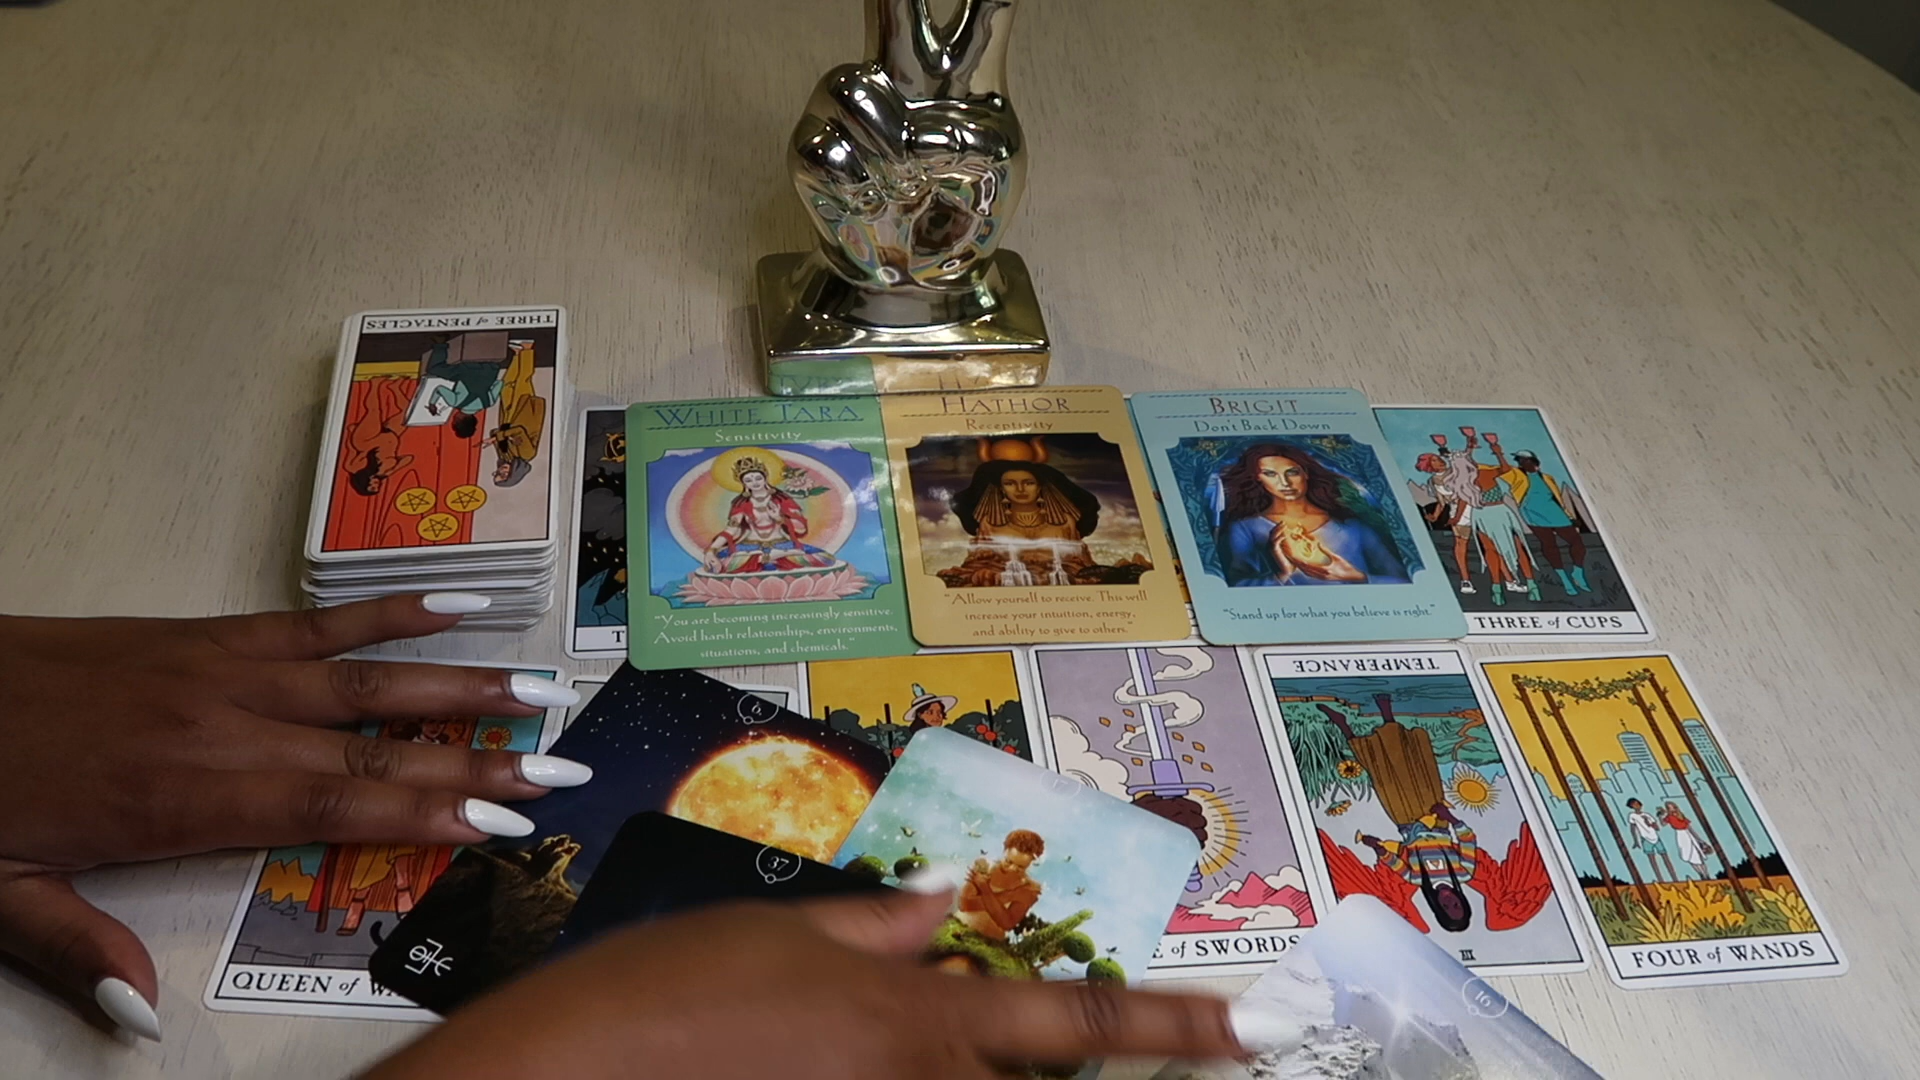 THREE of PENTACLES
WHITE TARA
Sensitivity
"You are becoming increasingly sensitive.
Avoid harsh relationships, environments,
situations, and chemicals."
HATHOR
Receptivity
"Allow yourself to receive. This will
increase your intuition, energy,
and ability to give to others."
BRIGIT
Don't Back Down
"Stand up for what you believe is right."
T
THREE of CUPS
6
37
QUEEN of WA
E of SWORDS
TEMPERANCE
FOUR of WANDS
16